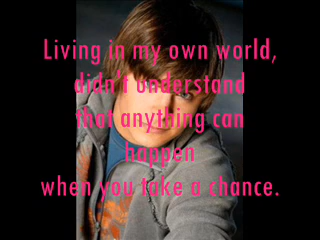 Living in my own world,
didn't understand
that anything can
happen
when you take a chance.